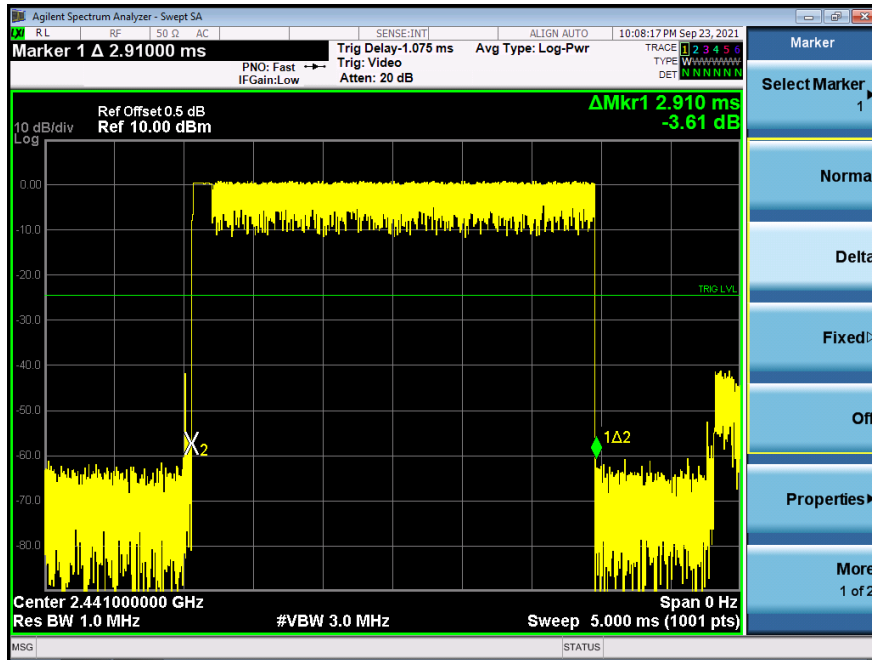 Agilent Spectrum Analyzer - Swept SA
LXI RL RF 50 Ω AC SENSE:INT ALIGN AUTO 10:08:17 PM Sep 23, 2021
Marker 1 Δ 2.91000 ms
PNO: Fast
IFGain:Low
Trig Delay-1.075 ms
Trig: Video
Atten: 20 dB
Avg Type: Log-Pwr
TRACE 1 2 3 4 5 6
TYPE WWWWWW
DET N N N N N N
Ref Offset 0.5 dB
10 dB/div Ref 10.00 dBm
Log
ΔMkr1 2.910 ms
-3.61 dB
0.00
-10.0
-20.0
TRIG LVL
-30.0
-40.0
-50.0
2
1Δ2
-60.0
-70.0
-80.0
Center 2.441000000 GHz
Span 0 Hz
Res BW 1.0 MHz
#VBW 3.0 MHz
Sweep 5.000 ms (1001 pts)
MSG
STATUS
Marker
Select Marker
1
Norma
Delta
Fixed
Off
Properties
More
1 of 2